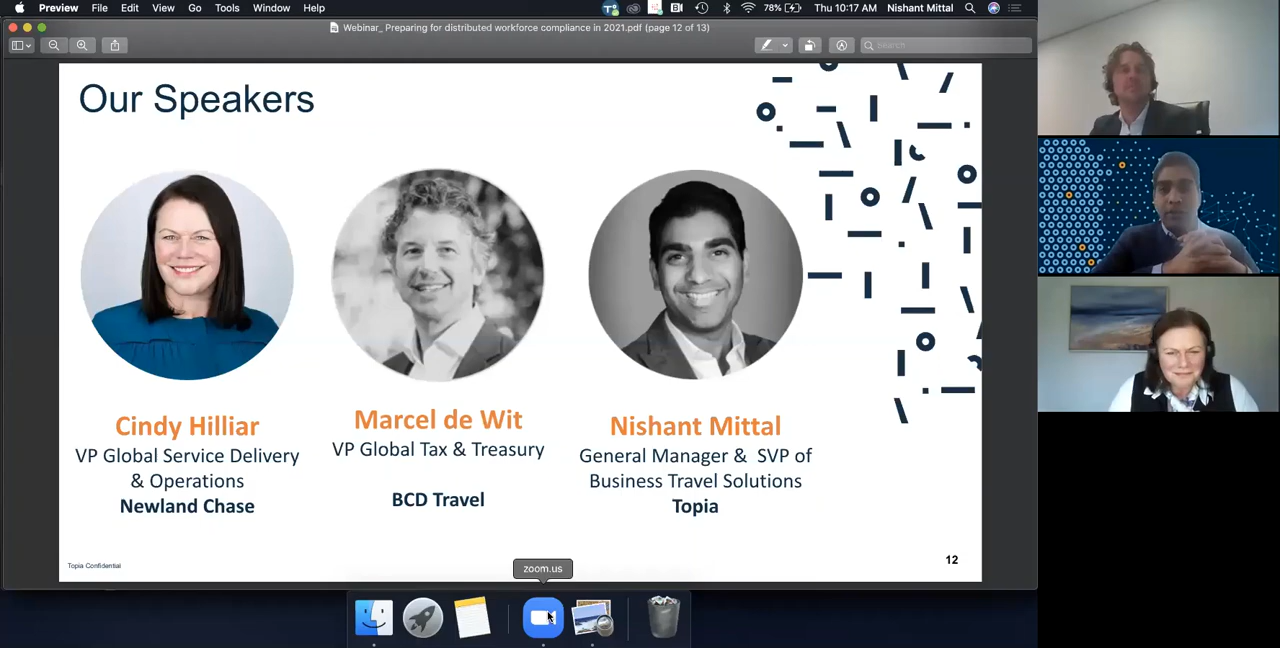 Preview File Edit View Go Tools Window Help 78% Thu 10:17 AM Nishant Mittal
Webinar_ Preparing for distributed workforce compliance in 2021.pdf (page 12 of 13)
Search
Our Speakers
Cindy Hilliar
VP Global Service Delivery
& Operations
Newland Chase
Marcel de Wit
VP Global Tax & Treasury
BCD Travel
Nishant Mittal
General Manager & SVP of
Business Travel Solutions
Topia
Topia Confidential
12
zoom.us